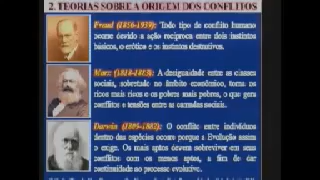 2. TEORIAS SOBRE A ORIGEM DOS CONFLITOS
Freud (1856-1939): "Todo tipo de conflito humano
ocorre devido a ação recíproca entre dois instintos
básicos, o erótico e os instintos destrutivos.
Marx (1818-1883): A desigualdade entre as classes
sociais, sobretudo no âmbito econômico, torna os
ricos mais ricos e os pobres mais pobres, o que gera
conflitos e tensões entre as camadas sociais.
Darwin (1809-1882): O conflito entre indivíduos
dentro das espécies ocorre porque a Evolução assim
o exige. Os mais aptos devem sobreviver em seus
conflitos com os menos aptos, a fim de dar
continuidade ao processo evolutivo.